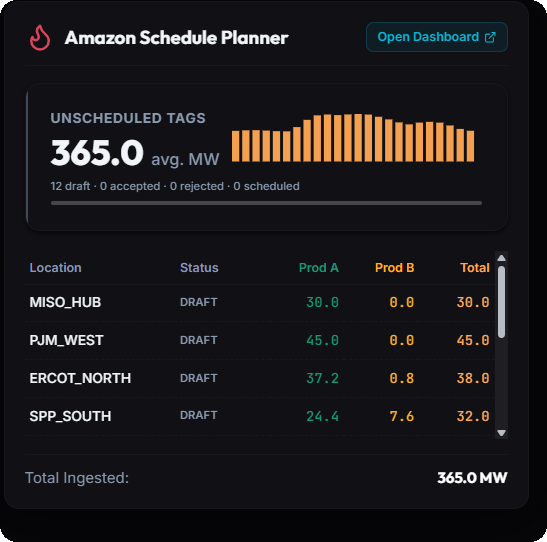 Amazon Schedule Planner
Open Dashboard
UNSCHEDULED TAGS
365.0 avg. MW
12 draft · 0 accepted · 0 rejected · 0 scheduled
Location Status Prod A Prod B Total
MISO_HUB DRAFT 30.0 0.0 30.0
PJM_WEST DRAFT 45.0 0.0 45.0
ERCOT_NORTH DRAFT 37.2 0.8 38.0
SPP_SOUTH DRAFT 24.4 7.6 32.0
Total Ingested: 365.0 MW